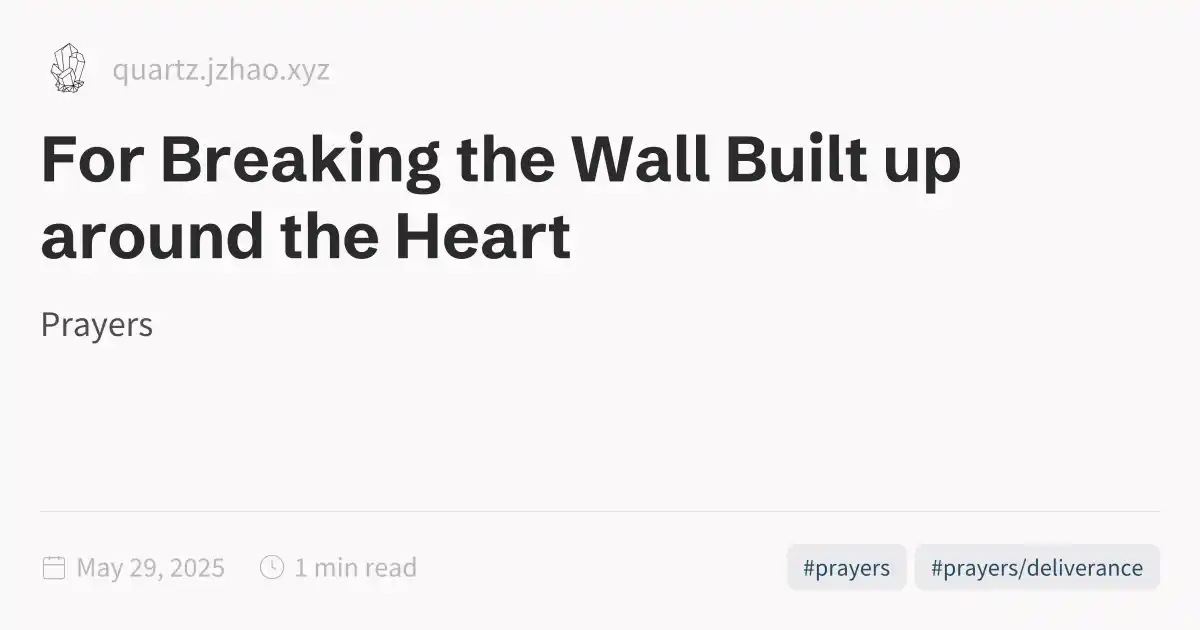 quartz.jzhao.xyz
For Breaking the Wall Built up
around the Heart
Prayers
May 29, 2025 1 min read #prayers #prayers/deliverance